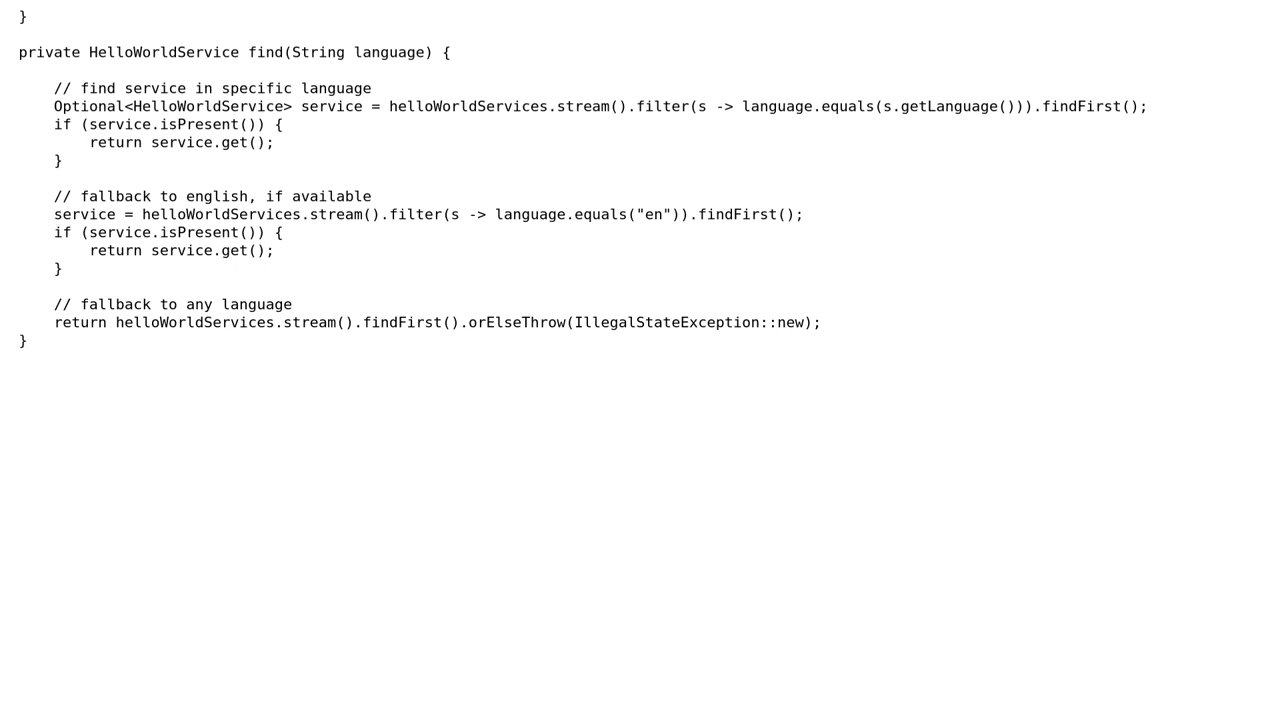 }
private HelloWorldService find(String language) {
    // find service in specific language
    Optional<HelloWorldService> service = helloWorldServices.stream().filter(s -> language.equals(s.getLanguage())).findFirst();
    if (service.isPresent()) {
        return service.get();
    }
    // fallback to english, if available
    service = helloWorldServices.stream().filter(s -> language.equals("en")).findFirst();
    if (service.isPresent()) {
        return service.get();
    }
    // fallback to any language
    return helloWorldServices.stream().findFirst().orElseThrow(IllegalStateException::new);
}